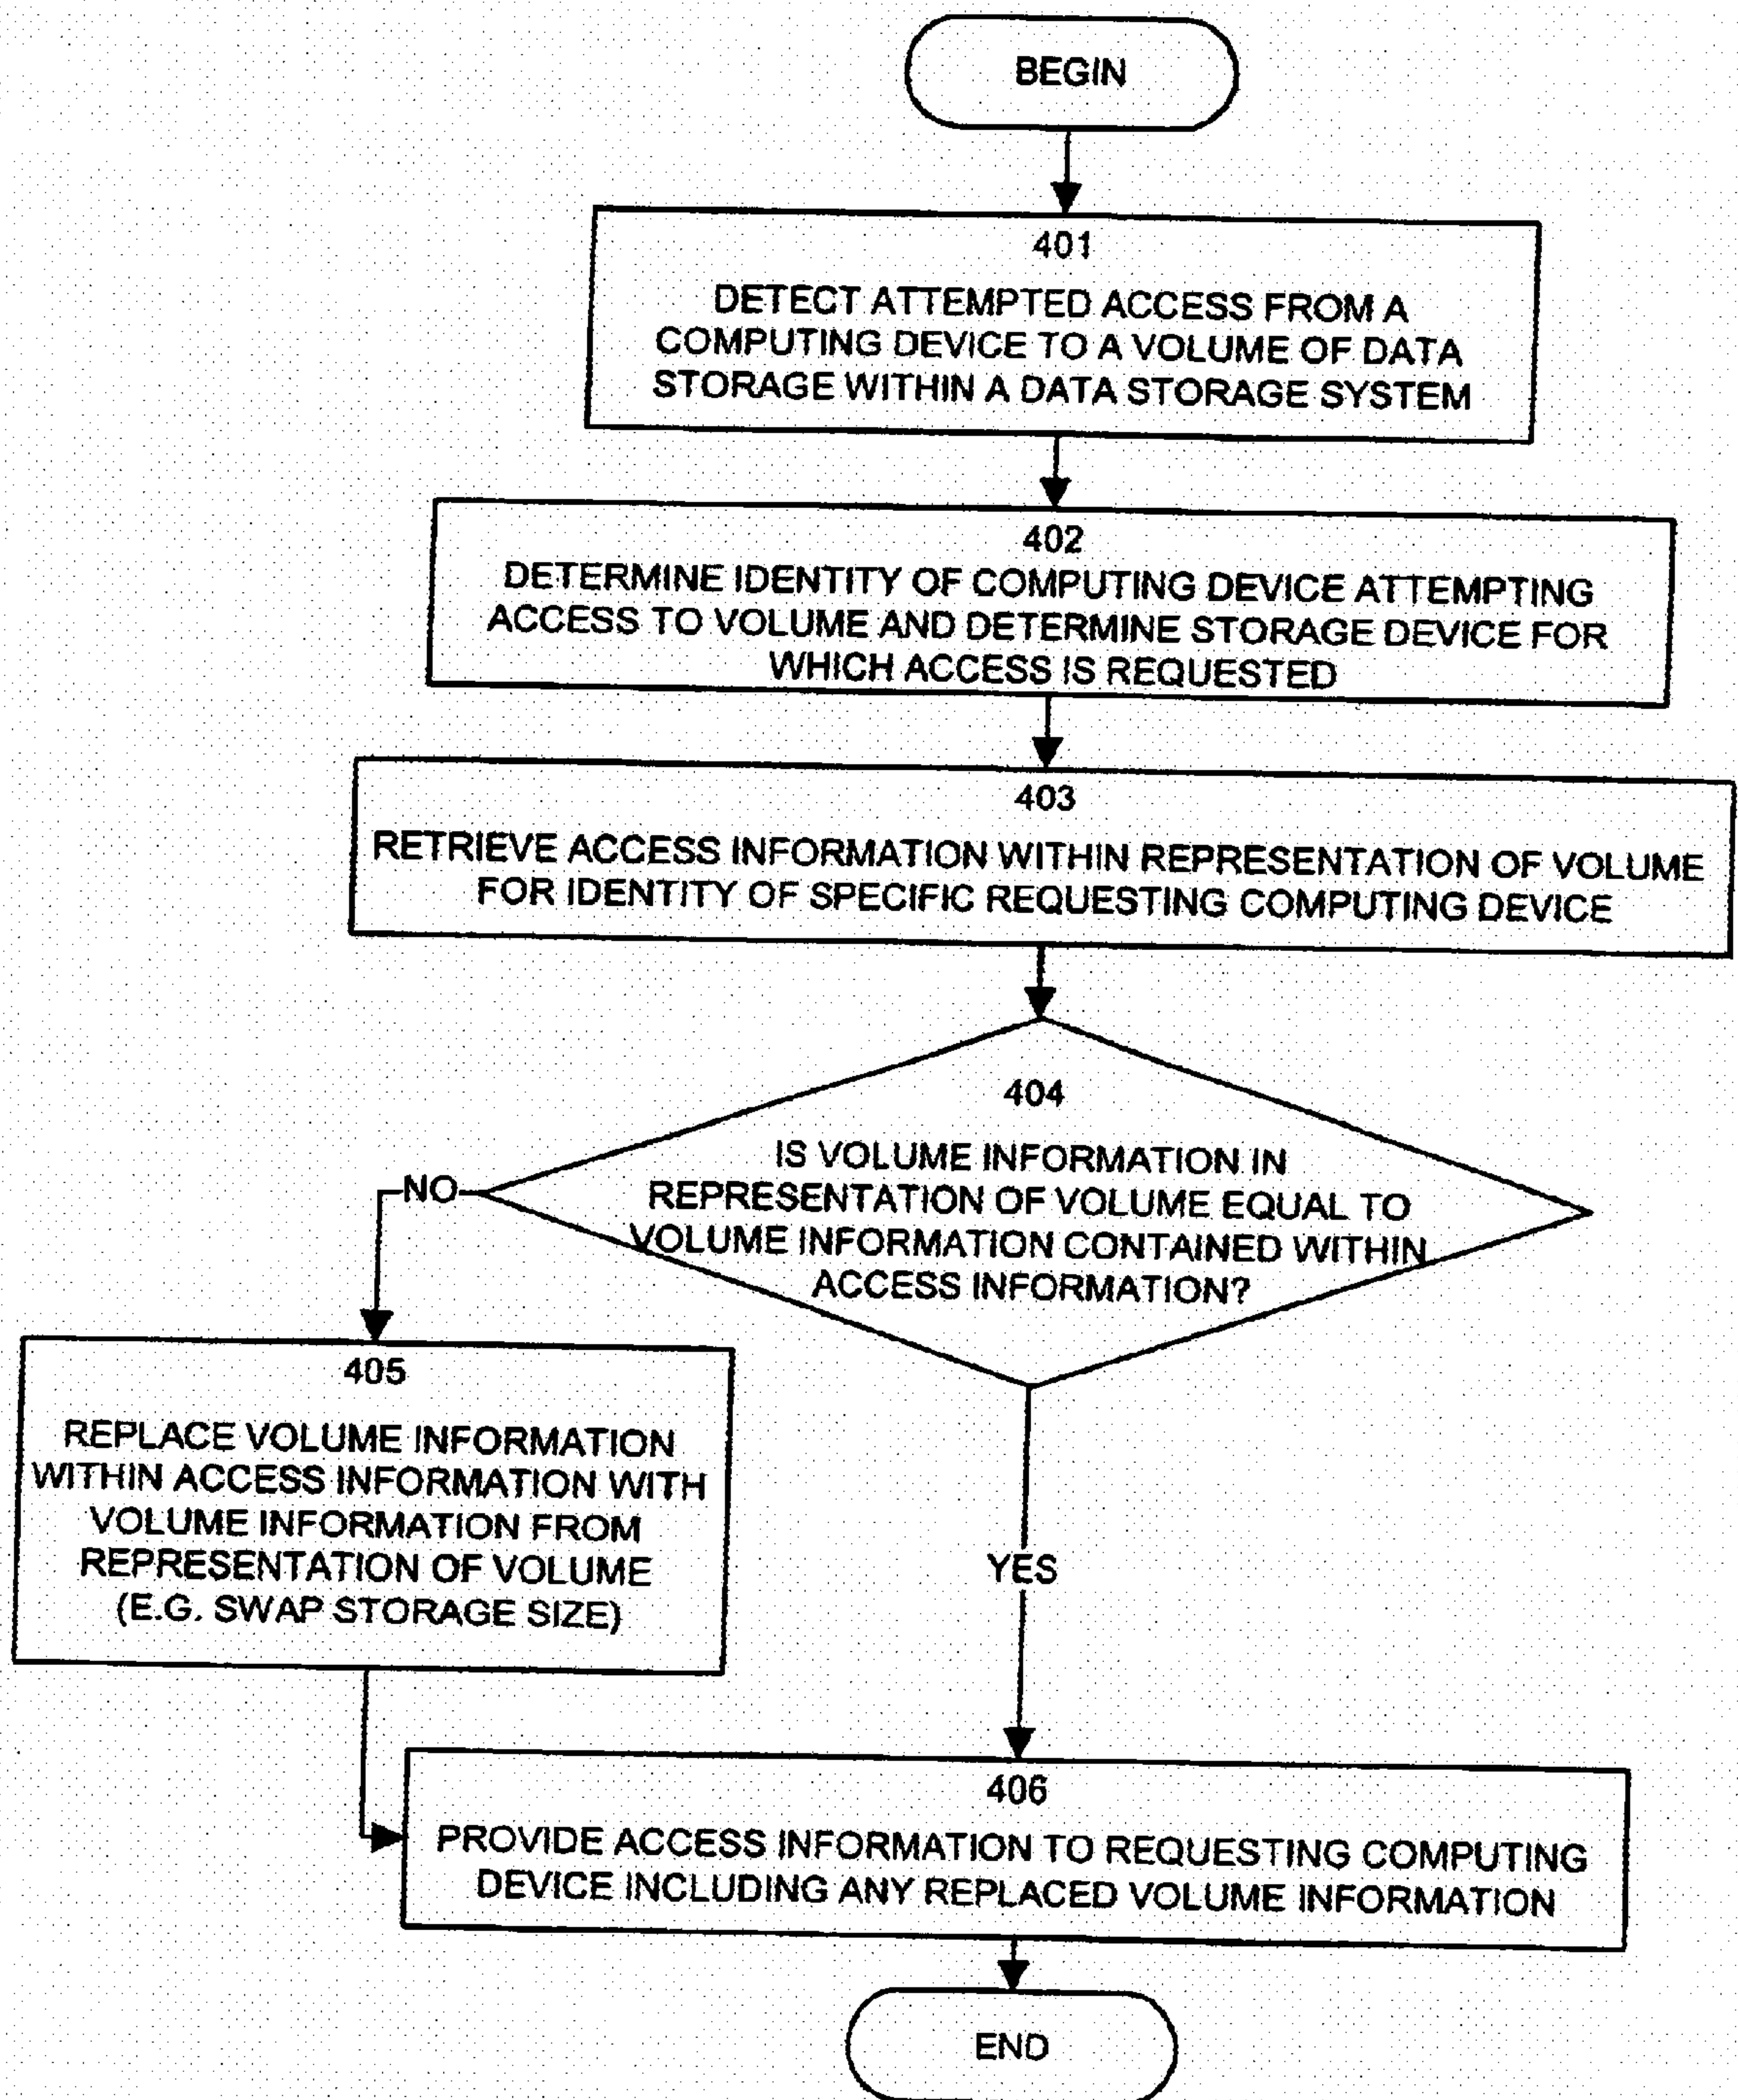 BEGIN
401
DETECT ATTEMPTED ACCESS FROM A
COMPUTING DEVICE TO A VOLUME OF DATA
STORAGE WITHIN A DATA STORAGE SYSTEM
402
DETERMINE IDENTITY OF COMPUTING DEVICE ATTEMPTING
ACCESS TO VOLUME AND DETERMINE STORAGE DEVICE FOR
WHICH ACCESS IS REQUESTED
403
RETRIEVE ACCESS INFORMATION WITHIN REPRESENTATION OF VOLUME
FOR IDENTITY OF SPECIFIC REQUESTING COMPUTING DEVICE
404
IS VOLUME INFORMATION IN
REPRESENTATION OF VOLUME EQUAL TO
VOLUME INFORMATION CONTAINED WITHIN
ACCESS INFORMATION?
NO
405
REPLACE VOLUME INFORMATION
WITHIN ACCESS INFORMATION WITH
VOLUME INFORMATION FROM
REPRESENTATION OF VOLUME
(E.G. SWAP STORAGE SIZE)
YES
406
PROVIDE ACCESS INFORMATION TO REQUESTING COMPUTING
DEVICE INCLUDING ANY REPLACED VOLUME INFORMATION
END